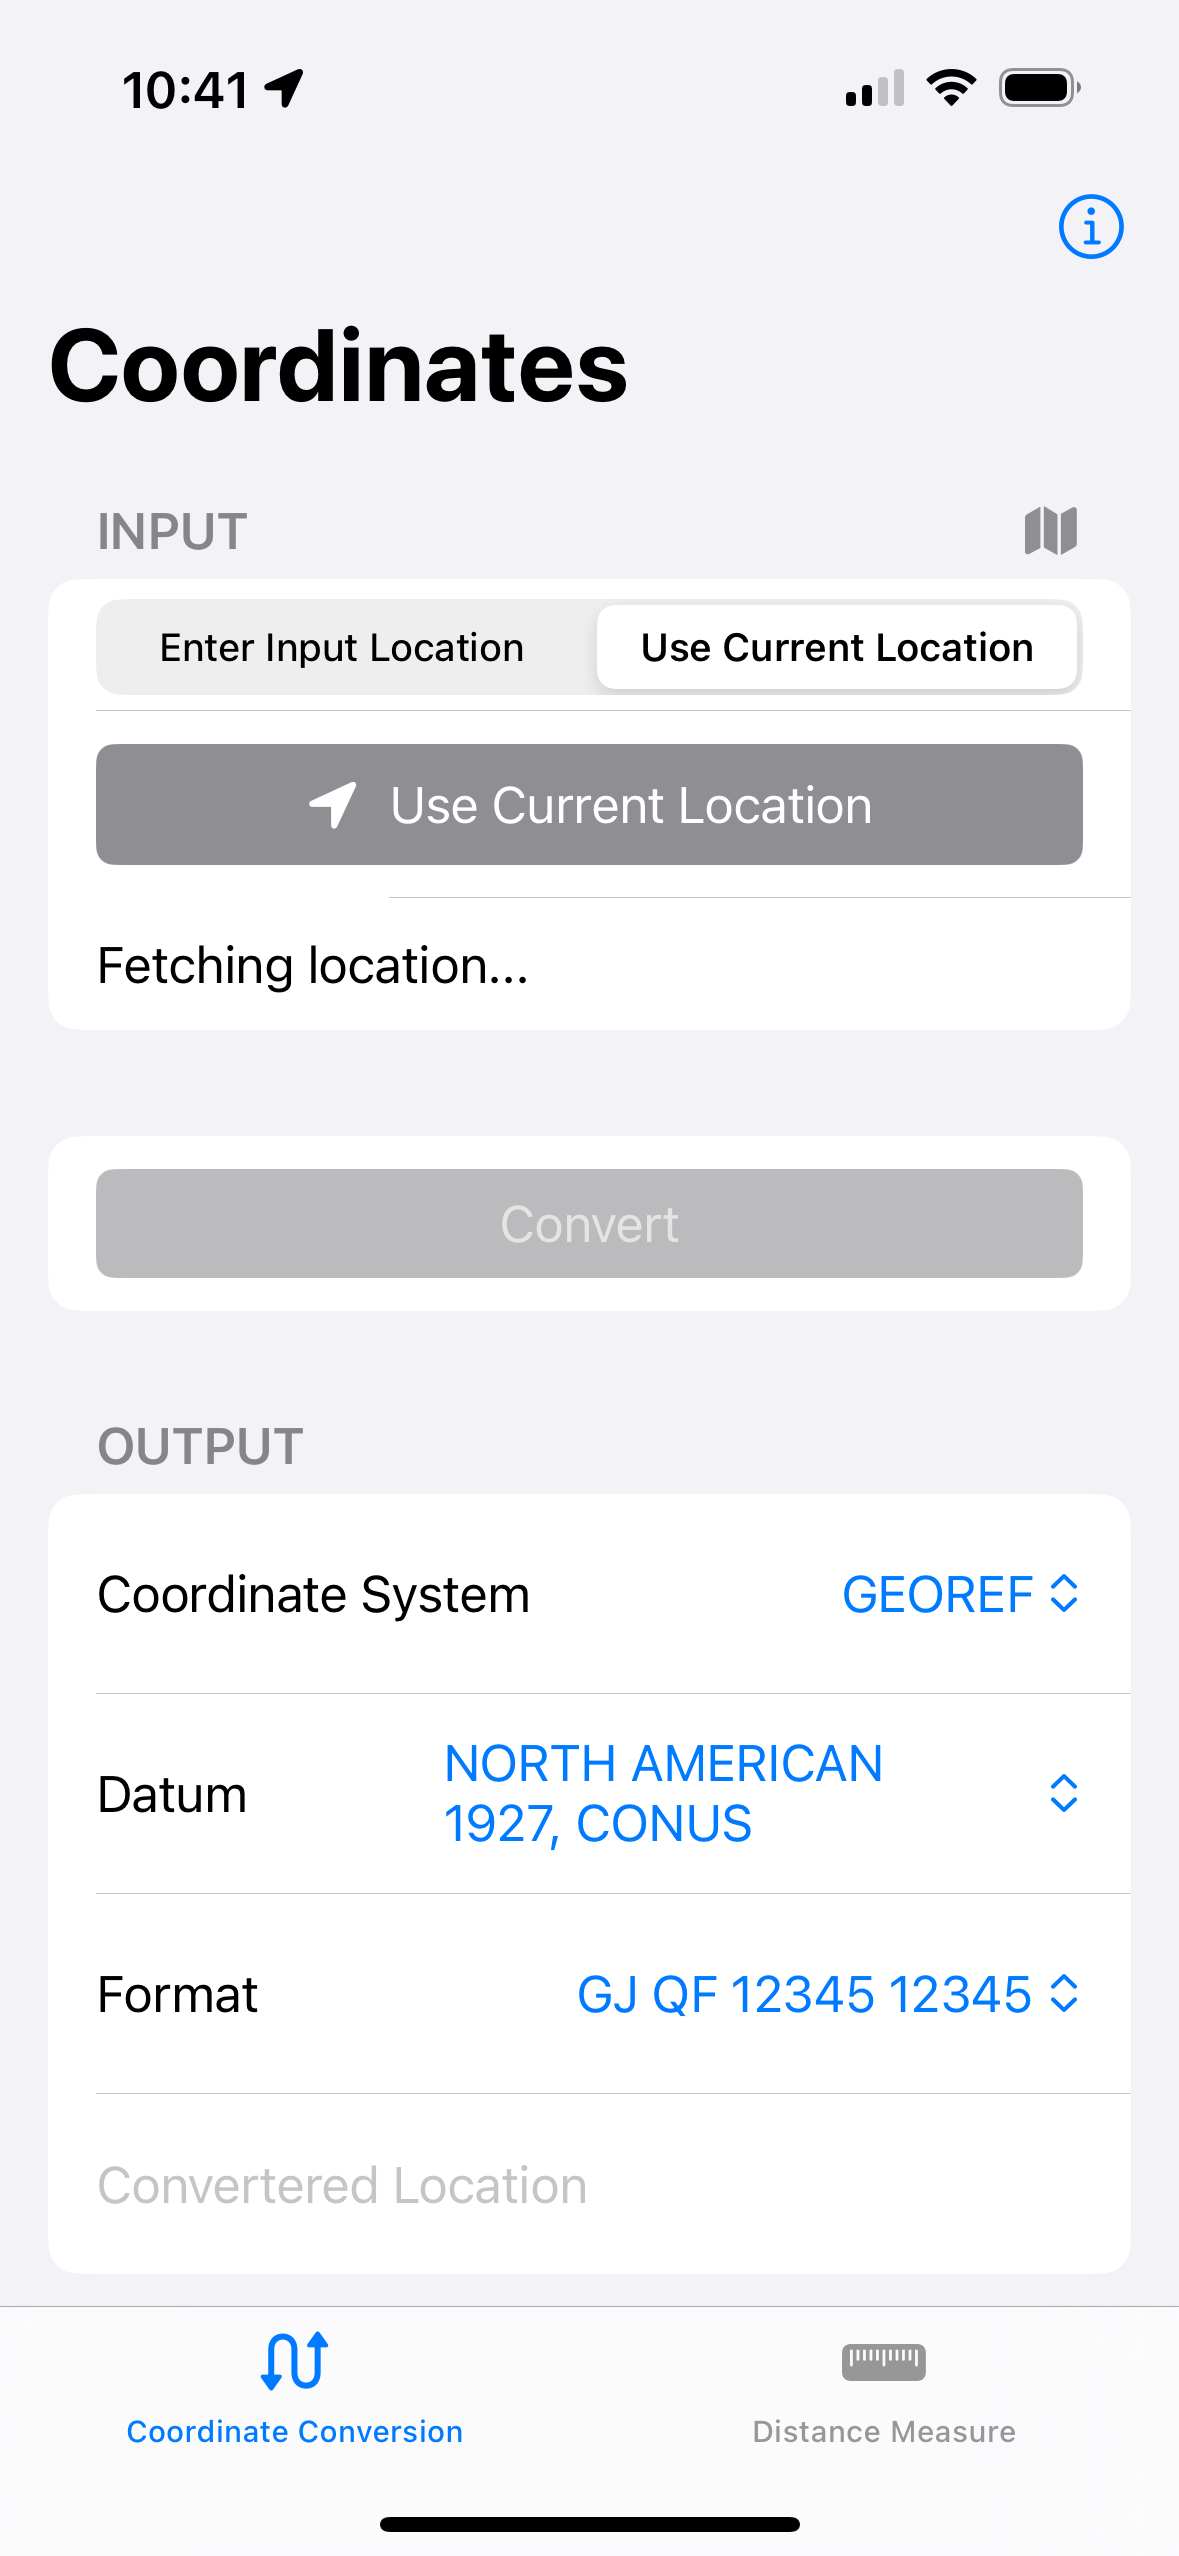 10:41
Coordinates
INPUT
Enter Input Location
Use Current Location
Use Current Location
Fetching location...
Convert
OUTPUT
Coordinate System
GEOREF
Datum
NORTH AMERICAN
1927, CONUS
Format
GJ QF 12345 12345
Convertered Location
Coordinate Conversion
Distance Measure